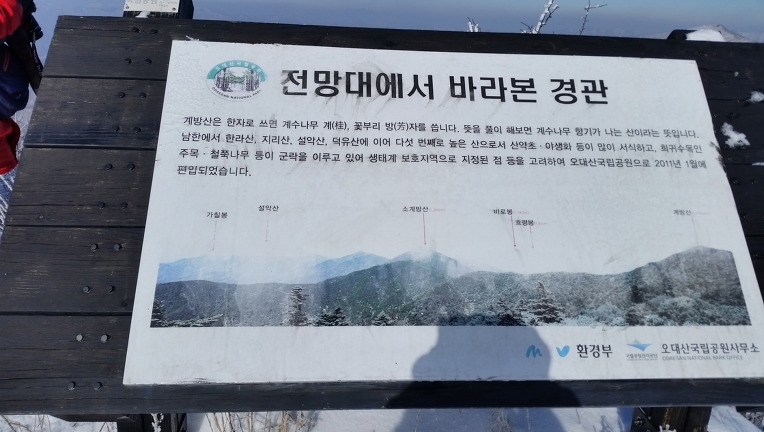 전망대에서 바라본 경관
계방산은 한자로 쓰면 계수나무 계(桂), 꽃부리 방(芳)자를 씁니다. 뜻을 풀이 해보면 계수나무 향기가 나는 산이라는 뜻입니다.
남한에서 한라산, 지리산, 설악산, 덕유산에 이어 다섯 번째로 높은 산으로서 산약초 · 야생화 등이 많이 서식하고, 희귀수목인
주목 · 철쭉나무 등이 군락을 이루고 있어 생태계 보호지역으로 지정된 점 등을 고려하여 오대산국립공원으로 2011년 1월에
편입되었습니다.
가칠봉 설악산 소계방산 비로봉 호령봉 계방산
환경부 국립공원관리공단 오대산국립공원사무소
ODAESAN NATIONAL PARK OFFICE